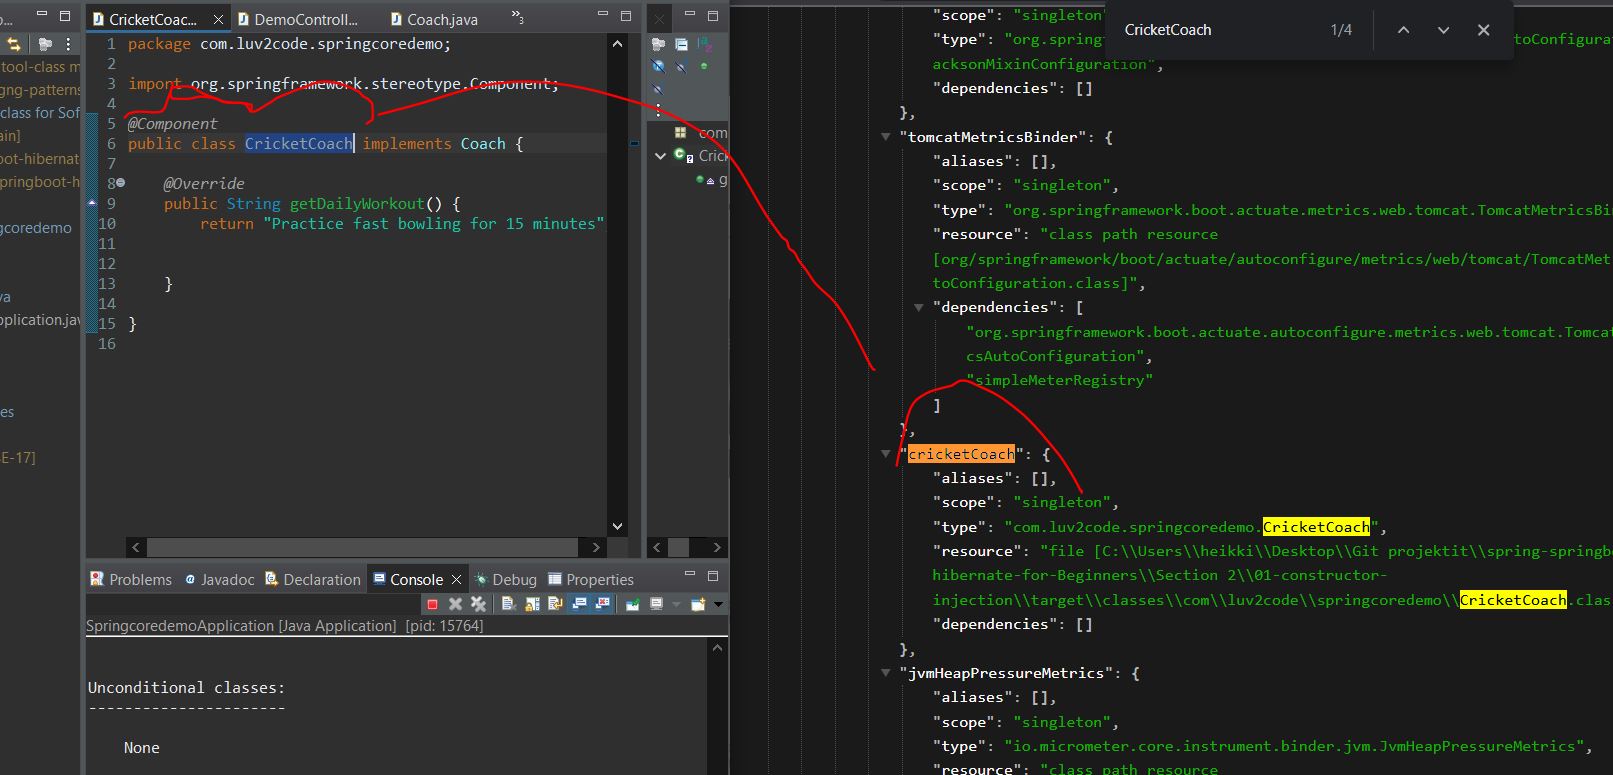 CricketCoac...
DemoControll...
Coach.java
3
tool-class m
gng-patterns
class for Sof
ain]
oot-hibernat
pringboot-h
gcoredemo
va
pplication.jav
es
E-17]
1 package com.luv2code.springcoredemo;
2
3 import org.springframework.stereotype.Component;
4
5 @Component
6 public class CricketCoach implements Coach {
7
8 @Override
9 public String getDailyWorkout() {
10 return "Practice fast bowling for 15 minutes"
11
12
13 }
14
15 }
16
com
Crick
g
Problems
Javadoc
Declaration
Console
Debug
Properties
SpringcoredemoApplication [Java Application] [pid: 15764]
Unconditional classes:
----------------------
None
CricketCoach 1/4
"scope": "singleton"
"type": "org.spring
toConfigura
acksonMixinConfiguration",
"dependencies": []
},
"tomcatMetricsBinder": {
"aliases": [],
"scope": "singleton",
"type": "org.springframework.boot.actuate.metrics.web.tomcat.TomcatMetricsBi
"resource": "class path resource
[org/springframework/boot/actuate/autoconfigure/metrics/web/tomcat/TomcatMet
toConfiguration.class]",
"dependencies": [
"org.springframework.boot.actuate.autoconfigure.metrics.web.tomcat.Tomcat
csAutoConfiguration",
"simpleMeterRegistry"
]
},
"cricketCoach": {
"aliases": [],
"scope": "singleton",
"type": "com.luv2code.springcoredemo.CricketCoach",
"resource": "file [C:\\Users\\heikki\\Desktop\\Git projektit\\spring-springbo
hibernate-for-Beginners\\Section 2\\01-constructor-
injection\\target\\classes\\com\\luv2code\\springcoredemo\\CricketCoach.clas
"dependencies": []
},
"jvmHeapPressureMetrics": {
"aliases": [],
"scope": "singleton",
"type": "io.micrometer.core.instrument.binder.jvm.JvmHeapPressureMetrics",
"resource": "class path resource